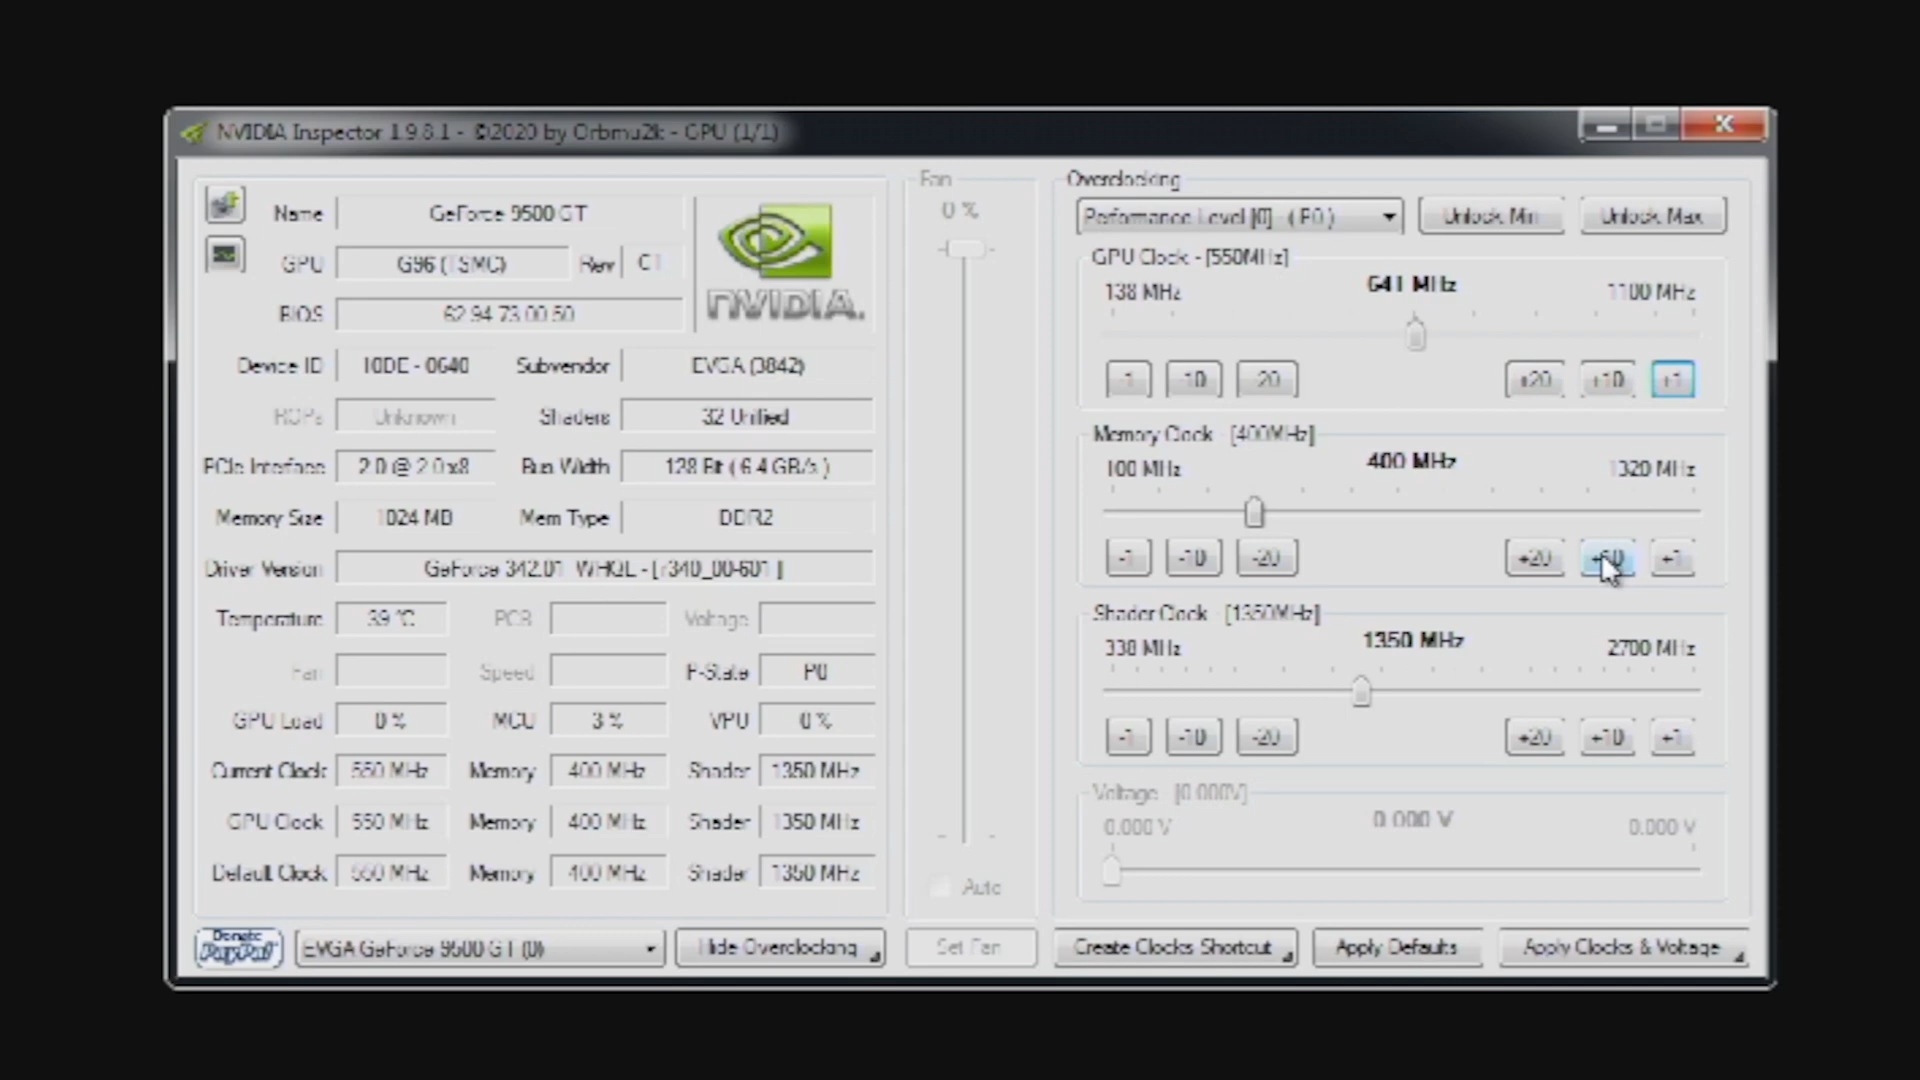 NVIDIA Inspector 1.9.8.1 - ©2020 by Orbmu2k - GPU (1/1)
Name GeForce 9500 GT
GPU G96 (TSMC) Rev C1
BIOS 62.94.73.00.50
NVIDIA.
Device ID 10DE - 0640 Subvendor EVGA (3842)
ROPs Unknown Shaders 32 Unified
PCIe Interface 2.0 @ 2.0 x8 Bus Width 128 Bit ( 6.4 GB/s )
Memory Size 1024 MB Mem Type DDR2
Driver Version GeForce 342.01 WHQL - [ r340_00-601 ]
Temperature 39 °C PCB Voltage
Fan Speed P-State P0
GPU Load 0 % MCU 3 % VPU 0 %
Current Clock 550 MHz Memory 400 MHz Shader 1350 MHz
GPU Clock 550 MHz Memory 400 MHz Shader 1350 MHz
Default Clock 550 MHz Memory 400 MHz Shader 1350 MHz
Donate PayPal EVGA GeForce 9500 GT (0) Hide Overclocking
Fan
0 %
Auto
Set Fan
Overclocking
Performance Level [0] - ( P0 ) Unlock Min Unlock Max
GPU Clock - [550MHz]
138 MHz 641 MHz 1100 MHz
-1 -10 -20 +20 +10 +1
Memory Clock - [400MHz]
100 MHz 400 MHz 1320 MHz
-1 -10 -20 +20 +10 +1
Shader Clock - [1350MHz]
338 MHz 1350 MHz 2700 MHz
-1 -10 -20 +20 +10 +1
Voltage - [0.000V]
0.000 V 0.000 V 0.000 V
Create Clocks Shortcut Apply Defaults Apply Clocks & Voltage